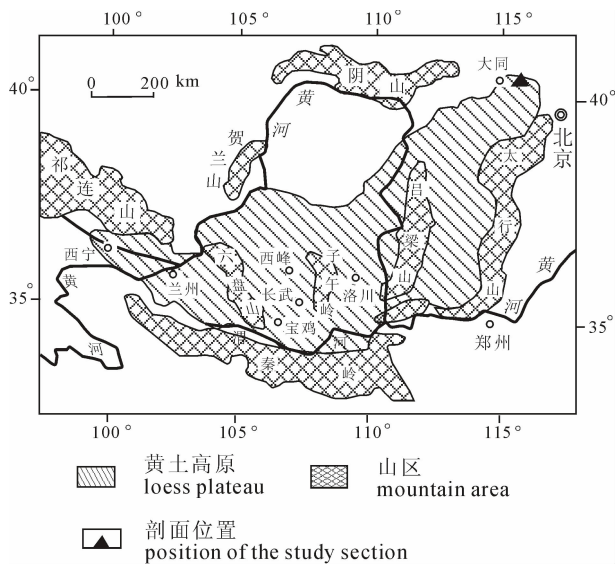 100° 105° 110° 115°
40°
40°
35°
35°
0 200 km
大同
阴山
黄河
贺兰山
北京
祁连山
太行山
吕梁山
西宁
兰州
六盘山
西峰
子午岭
长武
洛川
宝鸡
渭河
秦岭
黄河
黄河
郑州
100° 105° 110° 115°
黄土高原
loess plateau
山区
mountain area
剖面位置
position of the study section